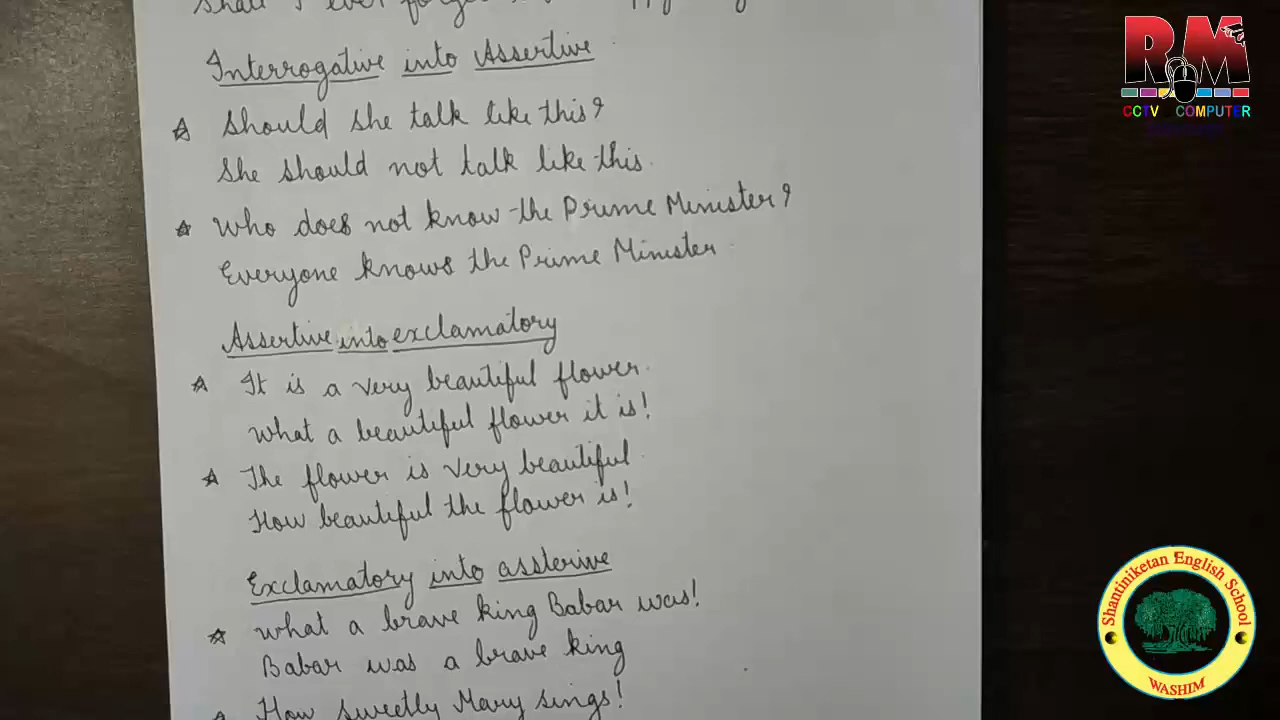 Shall I ever forget
Interrogative into Assertive
☆ Should she talk like this?
She should not talk like this.
☆ Who does not know the Prime Minister?
Everyone knows the Prime Minister
Assertive into exclamatory
☆ It is a very beautiful flower.
What a beautiful flower it is!
☆ The flower is very beautiful
How beautiful the flower is!
Exclamatory into assterive
☆ What a brave king Babar was!
Babar was a brave king
☆ How sweetly Mary sings!
RM
CCTV COMPUTER
Shantiniketan English School
WASHIM